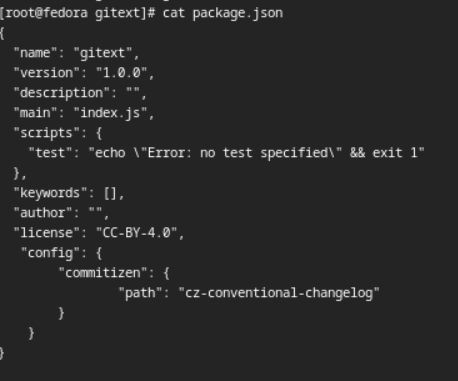 [root@fedora gitext]# cat package.json
{
  "name": "gitext",
  "version": "1.0.0",
  "description": "",
  "main": "index.js",
  "scripts": {
    "test": "echo \"Error: no test specified\" && exit 1"
  },
  "keywords": [],
  "author": "",
  "license": "CC-BY-4.0",
   "config": {
        "commitizen": {
                "path": "cz-conventional-changelog"
        }
    }
}